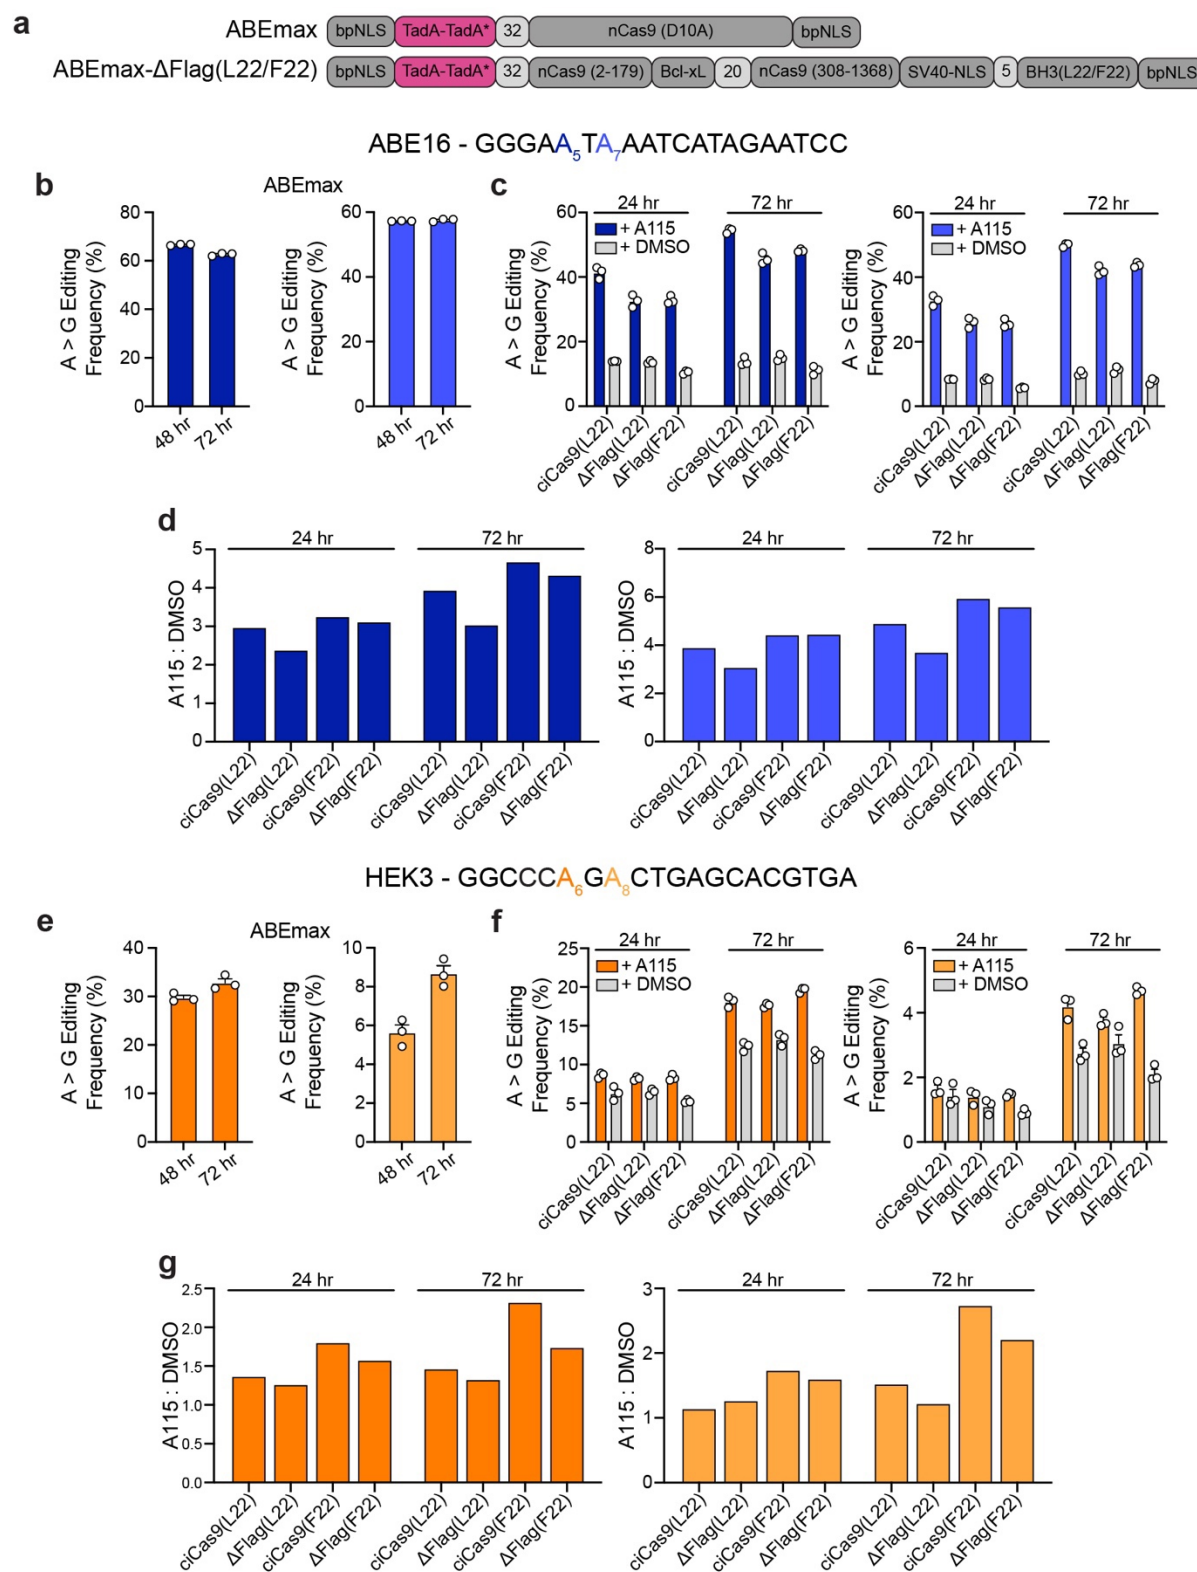 a
ABEmax
bpNLS TadA-TadA* 32 nCas9 (D10A) bpNLS
ABEmax-ΔFlag(L22/F22)
bpNLS TadA-TadA* 32 nCas9 (2-179) Bcl-xL 20 nCas9 (308-1368) SV40-NLS 5 BH3(L22/F22) bpNLS
ABE16 - GGGAA5TA7AATCATAGAATCC
b
ABEmax
A > G Editing
Frequency (%)
80
60
40
20
0
48 hr
72 hr
A > G Editing
Frequency (%)
60
40
20
0
48 hr
72 hr
c
24 hr
72 hr
+ A115
+ DMSO
A > G Editing
Frequency (%)
60
40
20
0
ciCas9(L22)
ΔFlag(L22)
ΔFlag(F22)
ciCas9(L22)
ΔFlag(L22)
ΔFlag(F22)
24 hr
72 hr
+ A115
+ DMSO
A > G Editing
Frequency (%)
60
40
20
0
ciCas9(L22)
ΔFlag(L22)
ΔFlag(F22)
ciCas9(L22)
ΔFlag(L22)
ΔFlag(F22)
d
24 hr
72 hr
A115 : DMSO
5
4
3
2
1
0
ciCas9(L22)
ΔFlag(L22)
ciCas9(F22)
ΔFlag(F22)
ciCas9(L22)
ΔFlag(L22)
ciCas9(F22)
ΔFlag(F22)
24 hr
72 hr
A115 : DMSO
8
6
4
2
0
ciCas9(L22)
ΔFlag(L22)
ciCas9(F22)
ΔFlag(F22)
ciCas9(L22)
ΔFlag(L22)
ciCas9(F22)
ΔFlag(F22)
HEK3 - GGCCCA6GA8CTGAGCACGTGA
e
ABEmax
A > G Editing
Frequency (%)
40
30
20
10
0
48 hr
72 hr
A > G Editing
Frequency (%)
10
8
6
4
2
0
48 hr
72 hr
f
24 hr
72 hr
+ A115
+ DMSO
A > G Editing
Frequency (%)
25
20
15
10
5
0
ciCas9(L22)
ΔFlag(L22)
ΔFlag(F22)
ciCas9(L22)
ΔFlag(L22)
ΔFlag(F22)
24 hr
72 hr
+ A115
+ DMSO
A > G Editing
Frequency (%)
6
4
2
0
ciCas9(L22)
ΔFlag(L22)
ΔFlag(F22)
ciCas9(L22)
ΔFlag(L22)
ΔFlag(F22)
g
24 hr
72 hr
A115 : DMSO
2.5
2.0
1.5
1.0
0.5
0.0
ciCas9(L22)
ΔFlag(L22)
ciCas9(F22)
ΔFlag(F22)
ciCas9(L22)
ΔFlag(L22)
ciCas9(F22)
ΔFlag(F22)
24 hr
72 hr
A115 : DMSO
3
2
1
0
ciCas9(L22)
ΔFlag(L22)
ciCas9(F22)
ΔFlag(F22)
ciCas9(L22)
ΔFlag(L22)
ciCas9(F22)
ΔFlag(F22)